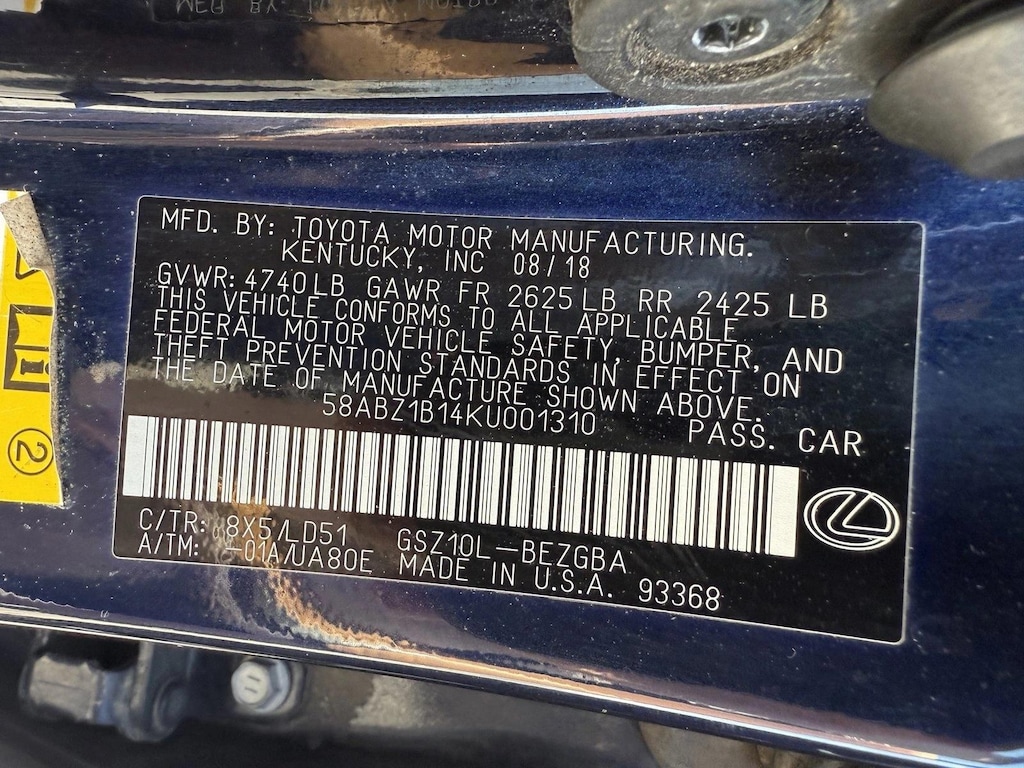 MFD. BY: TOYOTA MOTOR MANUFACTURING.
KENTUCKY, INC 08/18
GVWR: 4740LB GAWR FR 2625LB RR 2425 LB
THIS VEHICLE CONFORMS TO ALL APPLICABLE
FEDERAL MOTOR VEHICLE SAFETY, BUMPER, AND
THEFT PREVENTION STANDARDS IN EFFECT ON
THE DATE OF MANUFACTURE SHOWN ABOVE.
58ABZ1B14KU001310 PASS. CAR
C/TR: 8X5/LD51 GSZ10L-BEZGBA
A/TM: -01A/UA80E MADE IN U.S.A. 93368
2